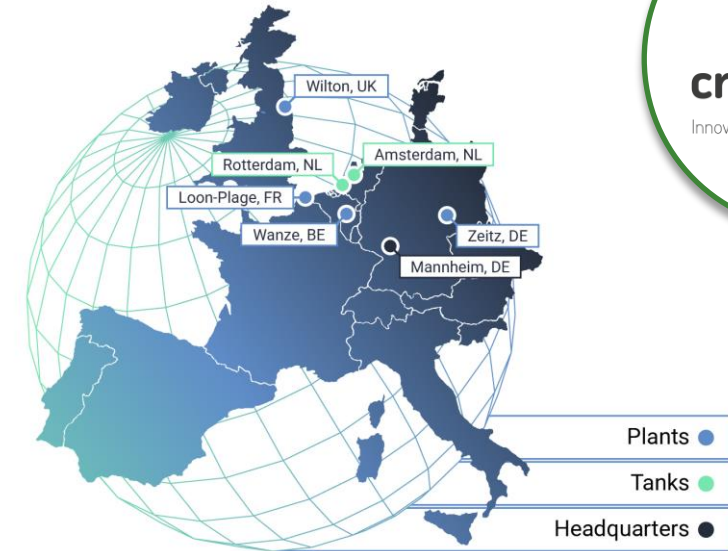 Wilton, UK
Rotterdam, NL
Amsterdam, NL
Loon-Plage, FR
Wanze, BE
Zeitz, DE
Mannheim, DE
Plants
Tanks
Headquarters